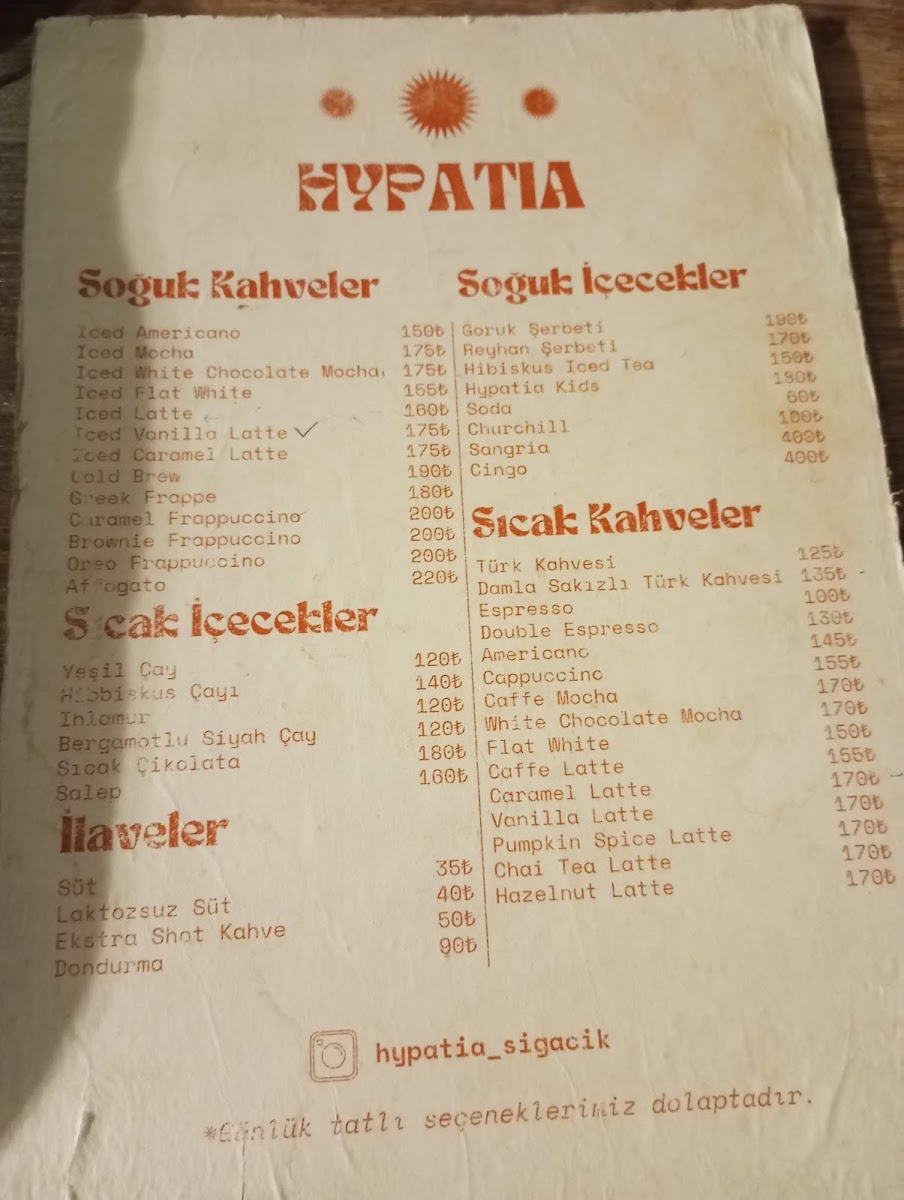 HYPATIA
Soğuk Kahveler
Iced Americano 150₺
Iced Mocha 175₺
Iced White Chocolate Mocha 175₺
Iced Flat White 155₺
Iced Latte 160₺
Iced Vanilla Latte 175₺
Iced Caramel Latte 175₺
Cold Brew 190₺
Greek Frappe 180₺
Caramel Frappuccino 200₺
Brownie Frappuccino 200₺
Oreo Frappuccino 200₺
Affogato 220₺
Sıcak İçecekler
Yeşil Çay 120₺
Hibbiskus Çayı 140₺
Ihlamur 120₺
Bergamotlu Siyah Çay 120₺
Sıcak Çikolata 180₺
Salep 160₺
İlaveler
Süt 35₺
Laktozsuz Süt 40₺
Ekstra Shot Kahve 50₺
Dondurma 90₺
Soğuk İçecekler
Goruk Şerbeti 190₺
Reyhan Şerbeti 170₺
Hibiskus Iced Tea 150₺
Hypatia Kids
Soda 60₺
Churchill 100₺
Sangria 400₺
Cingo 400₺
Sıcak Kahveler
Türk Kahvesi 125₺
Damla Sakızlı Türk Kahvesi 135₺
Espresso 100₺
Double Espresso 130₺
Americano 145₺
Cappuccino 155₺
Caffe Mocha 170₺
White Chocolate Mocha 170₺
Flat White 150₺
Caffe Latte 155₺
Caramel Latte 170₺
Vanilla Latte 170₺
Pumpkin Spice Latte 170₺
Chai Tea Latte 170₺
Hazelnut Latte 170₺
hypatia_sigacik
*Günlük tatlı seçeneklerimiz dolaptadır.